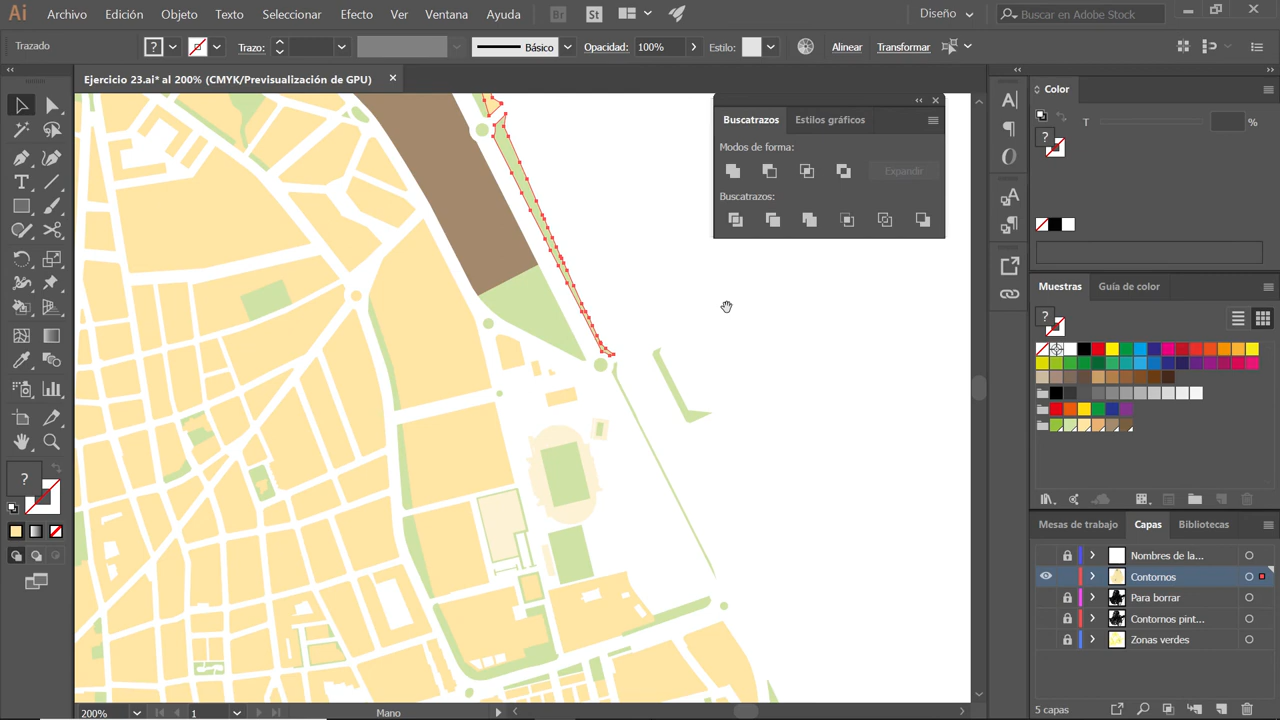 Ai Archivo Edición Objeto Texto Seleccionar Efecto Ver Ventana Ayuda Br St Diseño Buscar en Adobe Stock
Trazado ? Trazo: Básico Opacidad: 100% Estilo: Alinear Transformar
Ejercicio 23.ai* al 200% (CMYK/Previsualización de GPU)
Buscatrazos Estilos gráficos
Modos de forma:
Expandir
Buscatrazos:
Color
T %
?
Muestras Guía de color
?
Mesas de trabajo Capas Bibliotecas
Nombres de la...
Contornos
Para borrar
Contornos pint...
Zonas verdes
5 capas
?
200% 1 Mano